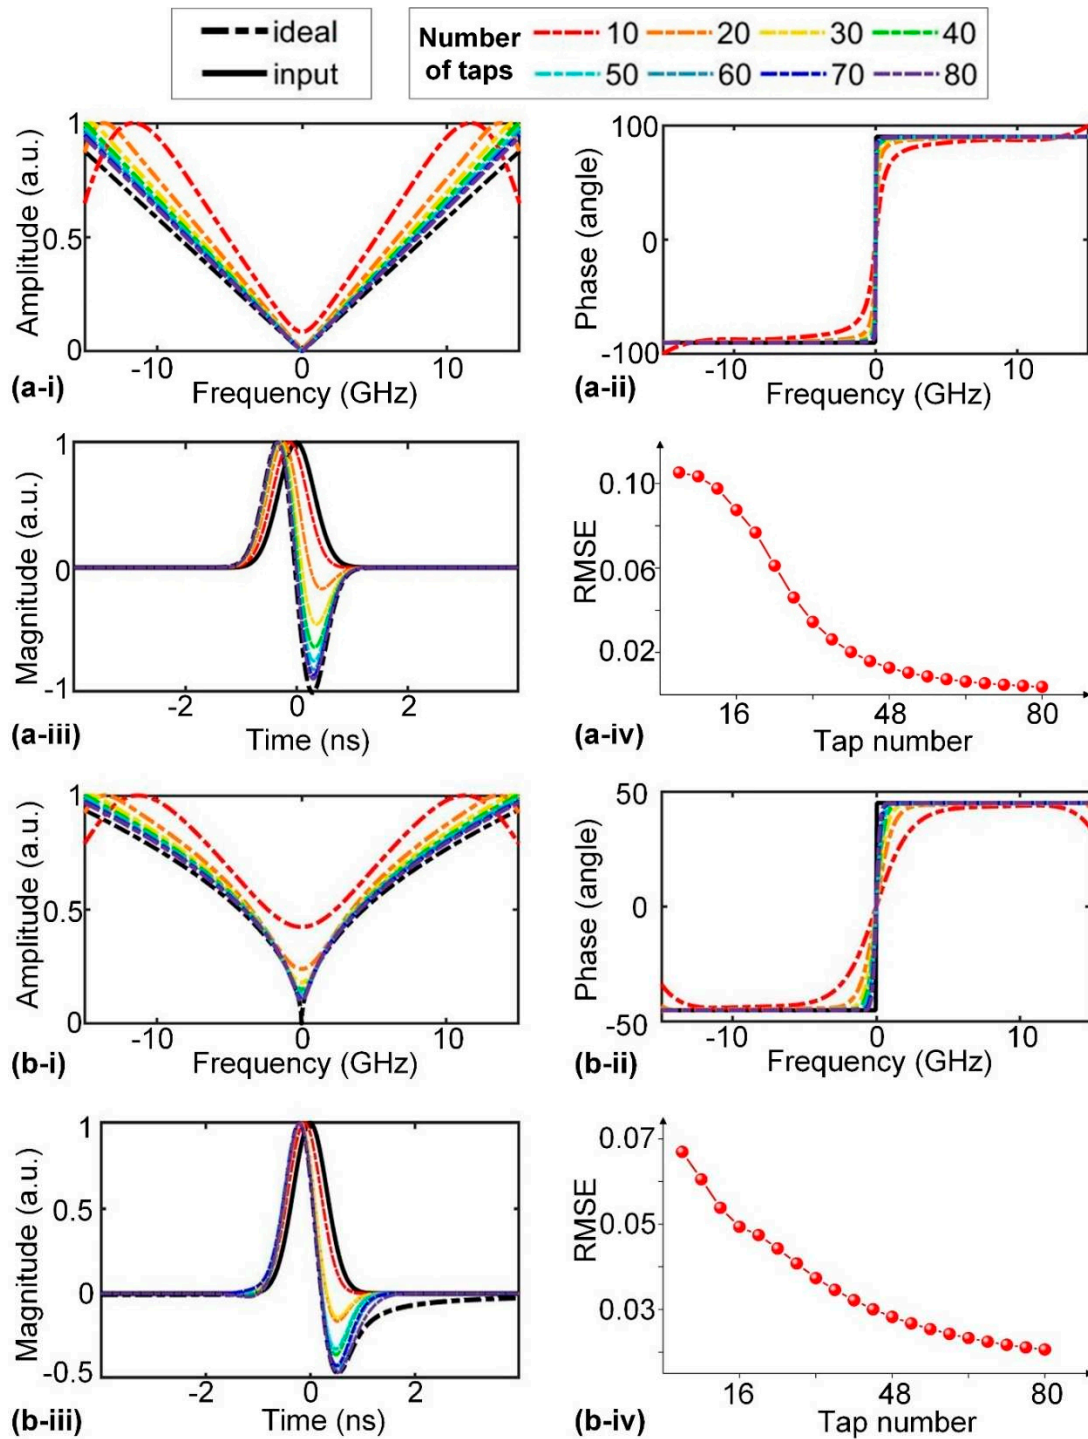 ideal
input
Number of taps
10 20 30 40
50 60 70 80
Amplitude (a.u.)
1
0.5
0
-10 0 10
Frequency (GHz)
(a-i)
Phase (angle)
100
0
-100
-10 0 10
Frequency (GHz)
(a-ii)
Magnitude (a.u.)
1
0
-1
-2 0 2
Time (ns)
(a-iii)
RMSE
0.10
0.06
0.02
16 48 80
Tap number
(a-iv)
Amplitude (a.u.)
1
0.5
0
-10 0 10
Frequency (GHz)
(b-i)
Phase (angle)
50
0
-50
-10 0 10
Frequency (GHz)
(b-ii)
Magnitude (a.u.)
1
0.5
0
-0.5
-2 0 2
Time (ns)
(b-iii)
RMSE
0.07
0.05
0.03
16 48 80
Tap number
(b-iv)